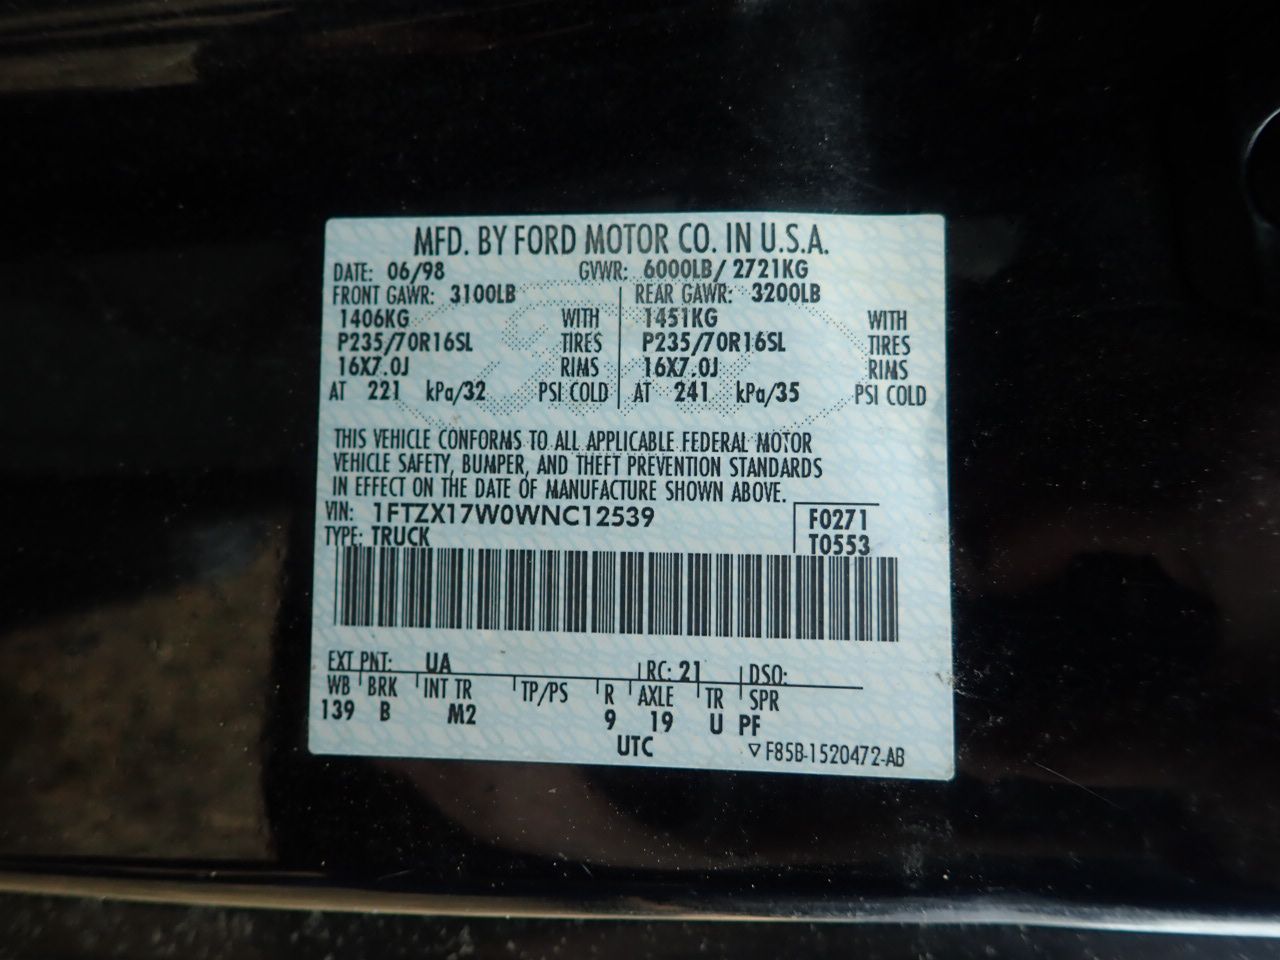 MFD. BY FORD MOTOR CO. IN U.S.A.
DATE: 06/98 GVWR: 6000LB/ 2721KG
FRONT GAWR: 3100LB REAR GAWR: 3200LB
1406KG WITH 1451KG WITH
P235/70R16SL TIRES P235/70R16SL TIRES
16X7.0J RIMS 16X7.0J RIMS
AT 221 kPa/32 PSI COLD AT 241 kPa/35 PSI COLD
THIS VEHICLE CONFORMS TO ALL APPLICABLE FEDERAL MOTOR
VEHICLE SAFETY, BUMPER, AND THEFT PREVENTION STANDARDS
IN EFFECT ON THE DATE OF MANUFACTURE SHOWN ABOVE.
VIN: 1FTZX17W0WNC12539 F0271
TYPE: TRUCK T0553
EXT PNT: UA RC: 21 DSO:
WB BRK INT TR TP/PS R AXLE TR SPR
139 B M2 9 19 U PF
UTC ▽F85B-1520472-AB